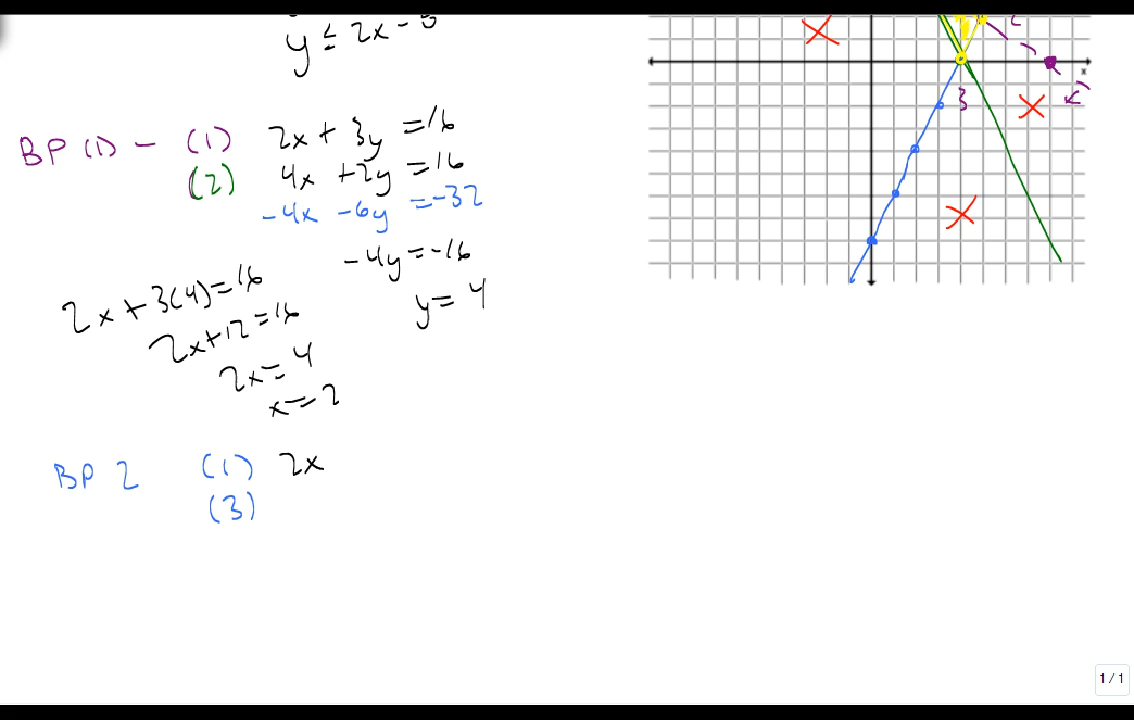 y ≤ 2x - 8
BP (1) - (1) 2x + 3y = 16
(2) 4x + 2y = 16
-4x - 6y = -32
-4y = -16
y = 4
2x + 3(4) = 16
2x + 12 = 16
2x = 4
x = 2
BP 2 (1) 2x
(3)
x
3
1 / 1